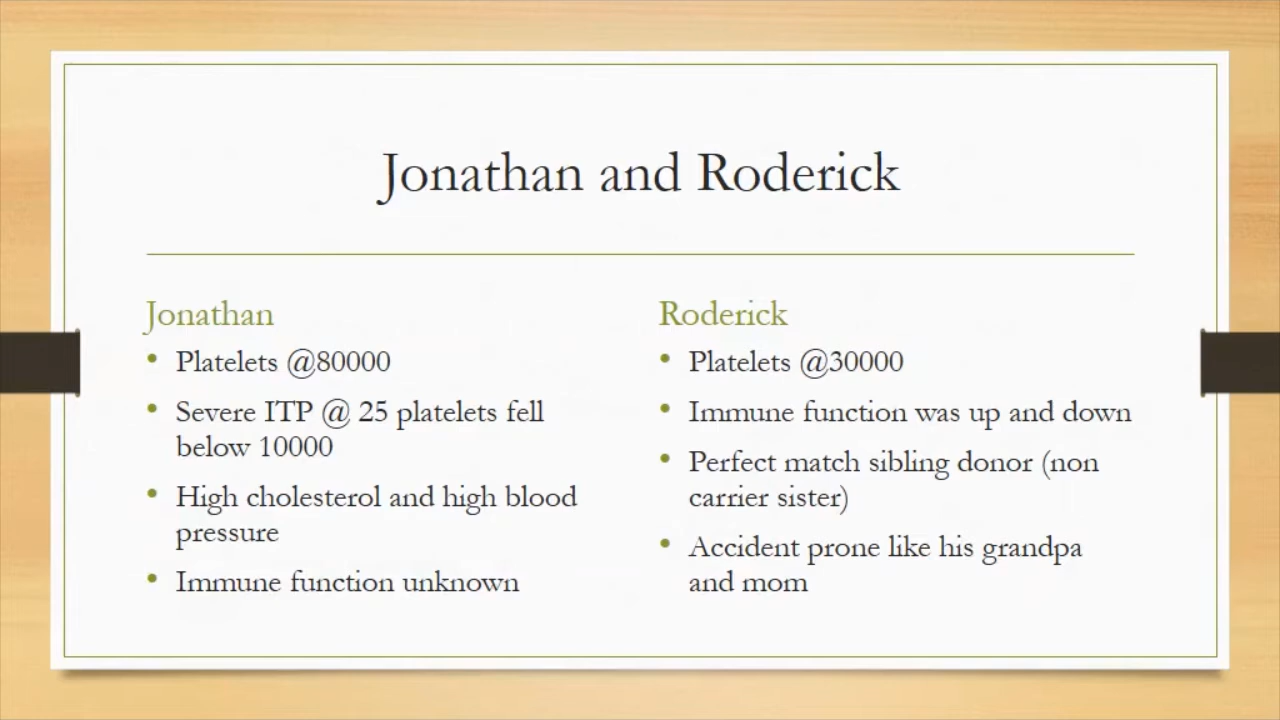 Jonathan and Roderick
Jonathan
• Platelets @80000
• Severe ITP @ 25 platelets fell
below 10000
• High cholesterol and high blood
pressure
• Immune function unknown
Roderick
• Platelets @30000
• Immune function was up and down
• Perfect match sibling donor (non
carrier sister)
• Accident prone like his grandpa
and mom